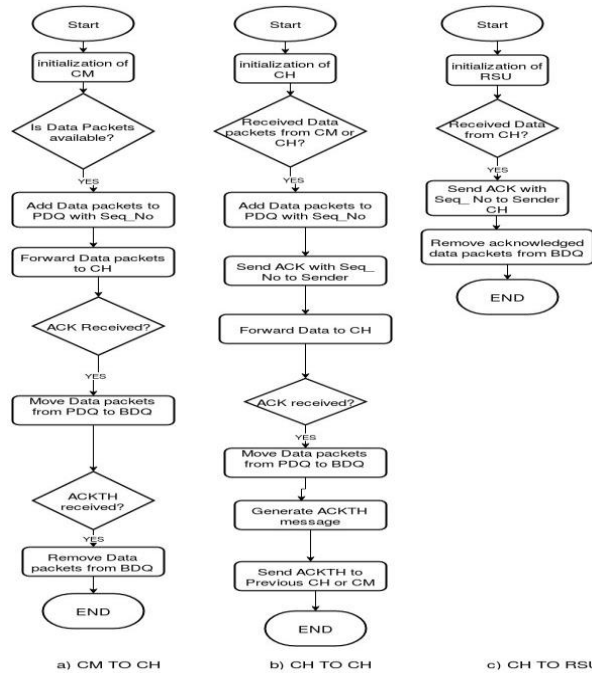 Start
initialization of
CM
Is Data Packets
available?
YES
Add Data packets to
PDQ with Seq_No
Forward Data packets
to CH
ACK Received?
YES
Move Data packets
from PDQ to BDQ
ACKTH
received?
YES
Remove Data
packets from BDQ
END
a) CM TO CH
Start
initialization of
CH
Received Data
packets from CM or
CH?
YES
Add Data packets to
PDQ with Seq_No
Send ACK with Seq_
No to Sender
Forward Data to CH
ACK received?
YES
Move Data packets
from PDQ to BDQ
Generate ACKTH
message
Send ACKTH to
Previous CH or CM
END
b) CH TO CH
Start
initialization of
RSU
Received Data
from CH?
YES
Send ACK with
Seq_ No to Sender
CH
Remove acknowledged
data packets from BDQ
END
c) CH TO RSU